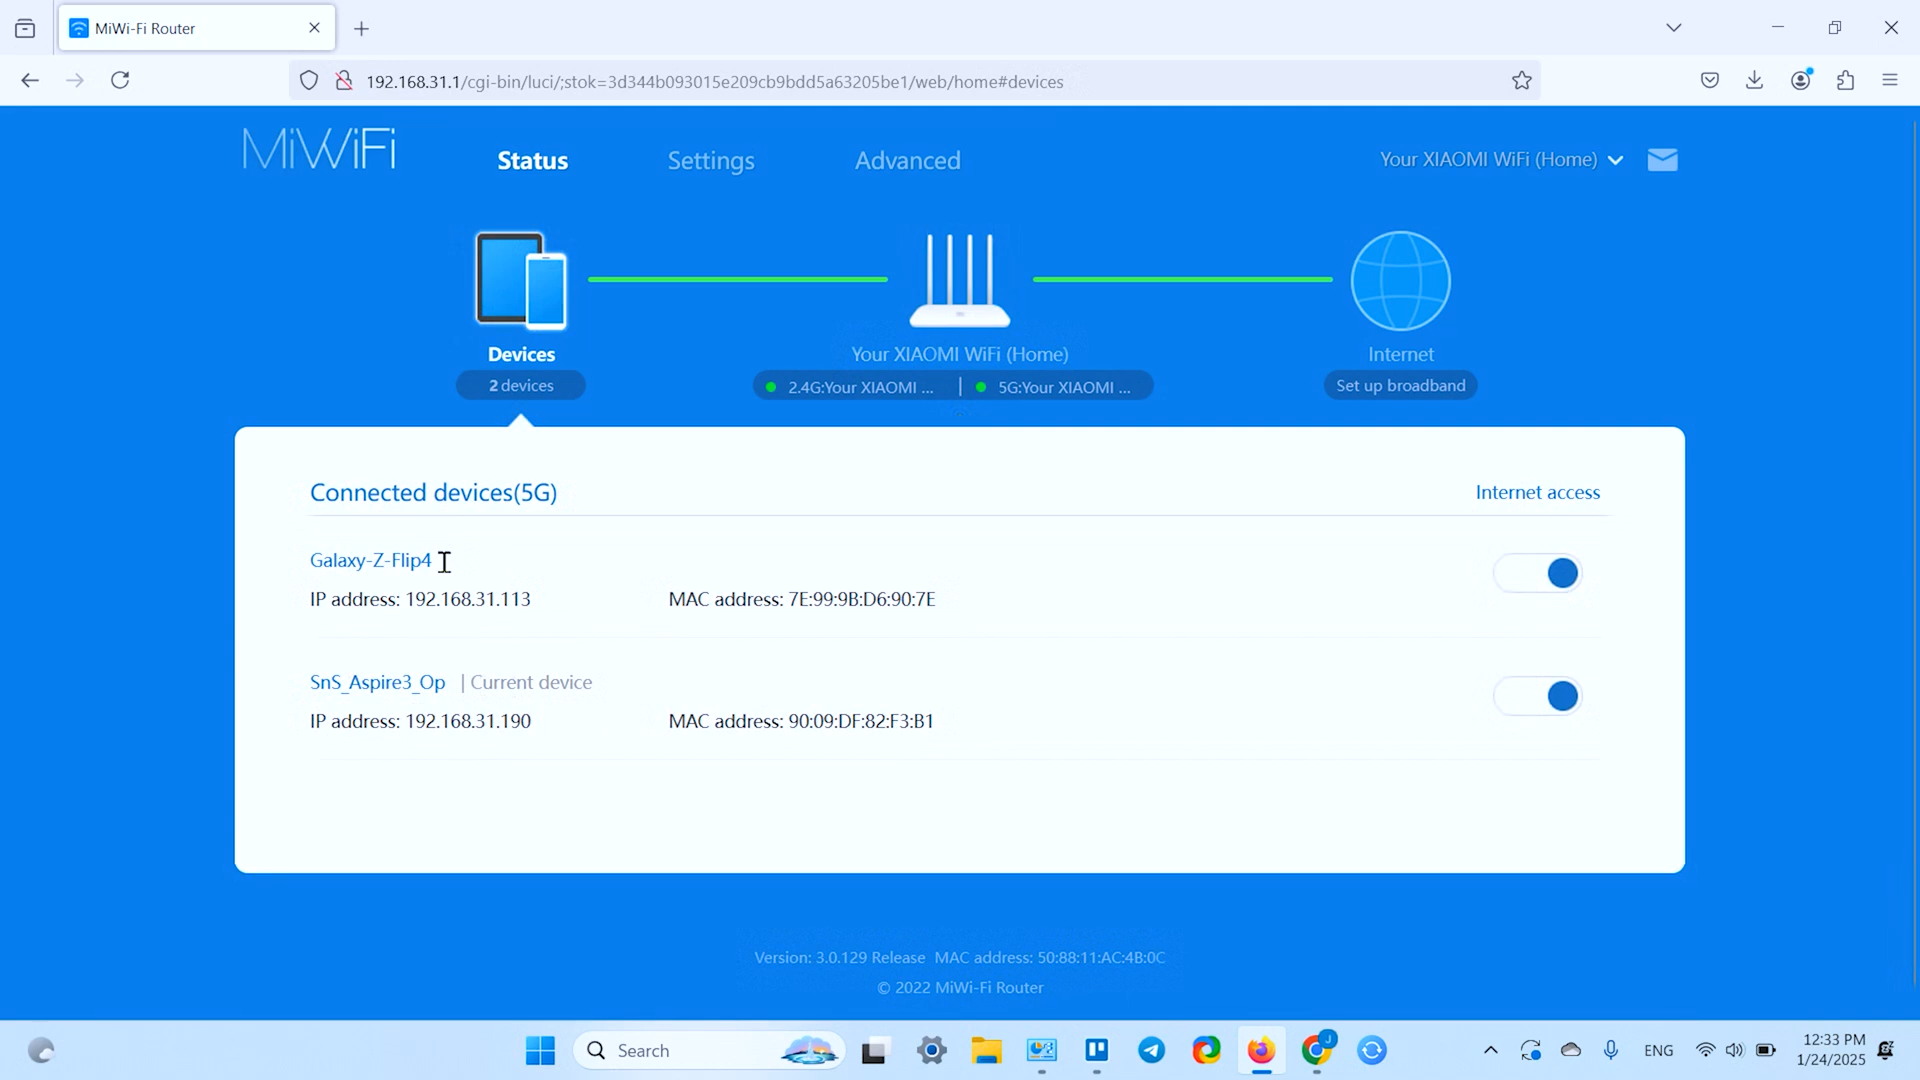 MiWi-Fi Router
192.168.31.1/cgi-bin/luci/;stok=3d344b093015e209cb9bdd5a63205be1/web/home#devices
MiWiFi
Status
Settings
Advanced
Your XIAOMI WiFi (Home)
Devices
Your XIAOMI WiFi (Home)
Internet
2 devices
2.4G:Your XIAOMI ... | 5G:Your XIAOMI ...
Set up broadband
Connected devices(5G)
Internet access
Galaxy-Z-Flip4
IP address: 192.168.31.113
MAC address: 7E:99:9B:D6:90:7E
SnS_Aspire3_Op | Current device
IP address: 192.168.31.190
MAC address: 90:09:DF:82:F3:B1
Version: 3.0.129 Release MAC address: 50:88:11:AC:4B:0C
© 2022 MiWi-Fi Router
Search
J
ENG
12:33 PM
1/24/2025